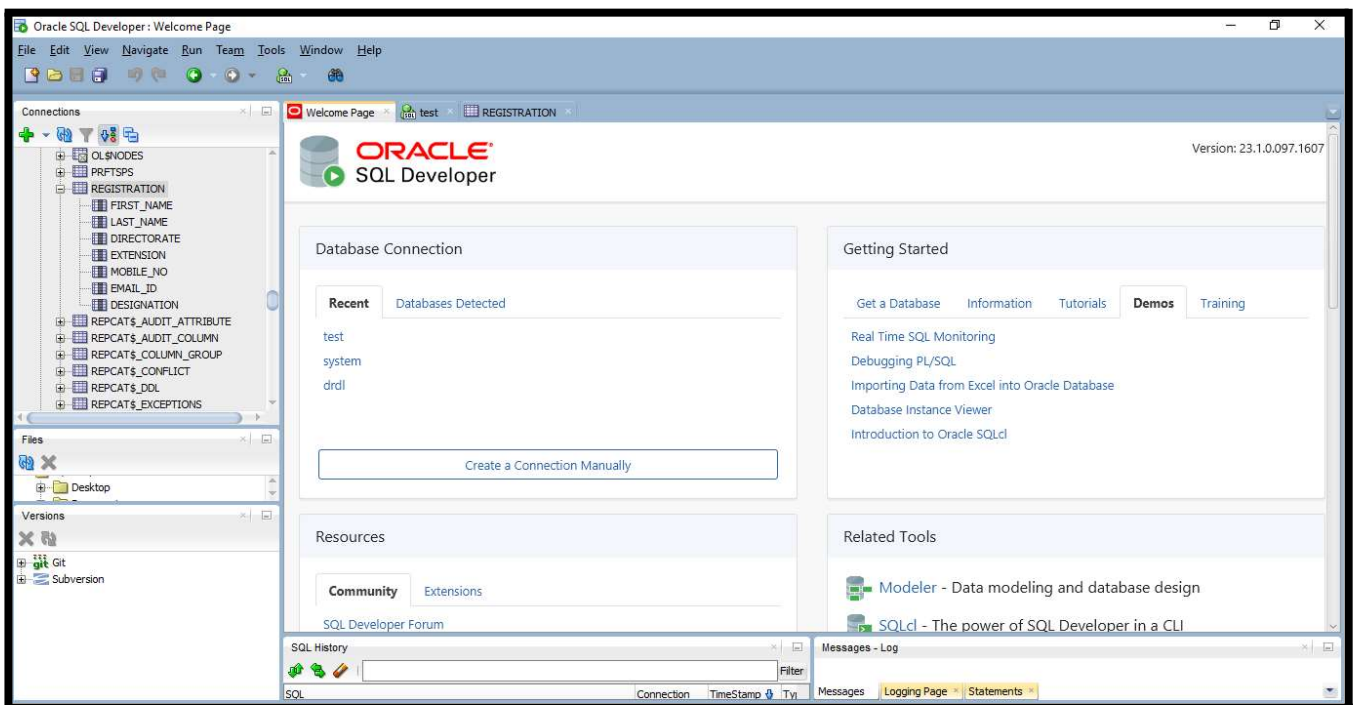 Oracle SQL Developer : Welcome Page
File Edit View Navigate Run Team Tools Window Help
Connections
OL$NODES
PRFTSPS
REGISTRATION
FIRST_NAME
LAST_NAME
DIRECTORATE
EXTENSION
MOBILE_NO
EMAIL_ID
DESIGNATION
REPCAT$_AUDIT_ATTRIBUTE
REPCAT$_AUDIT_COLUMN
REPCAT$_COLUMN_GROUP
REPCAT$_CONFLICT
REPCAT$_DDL
REPCAT$_EXCEPTIONS
Files
Desktop
Versions
git Git
Subversion
Welcome Page test REGISTRATION
ORACLE
SQL Developer
Version: 23.1.0.097.1607
Database Connection
Recent Databases Detected
test
system
drdl
Create a Connection Manually
Getting Started
Get a Database Information Tutorials Demos Training
Real Time SQL Monitoring
Debugging PL/SQL
Importing Data from Excel into Oracle Database
Database Instance Viewer
Introduction to Oracle SQLcl
Resources
Community Extensions
SQL Developer Forum
Related Tools
Modeler - Data modeling and database design
SQLcl - The power of SQL Developer in a CLI
SQL History
Filter
SQL Connection TimeStamp
Messages - Log
Messages Logging Page Statements